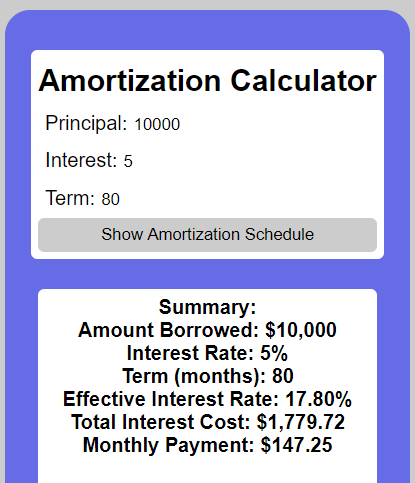 Amortization Calculator
Principal: 10000
Interest: 5
Term: 80
Show Amortization Schedule
Summary:
Amount Borrowed: $10,000
Interest Rate: 5%
Term (months): 80
Effective Interest Rate: 17.80%
Total Interest Cost: $1,779.72
Monthly Payment: $147.25